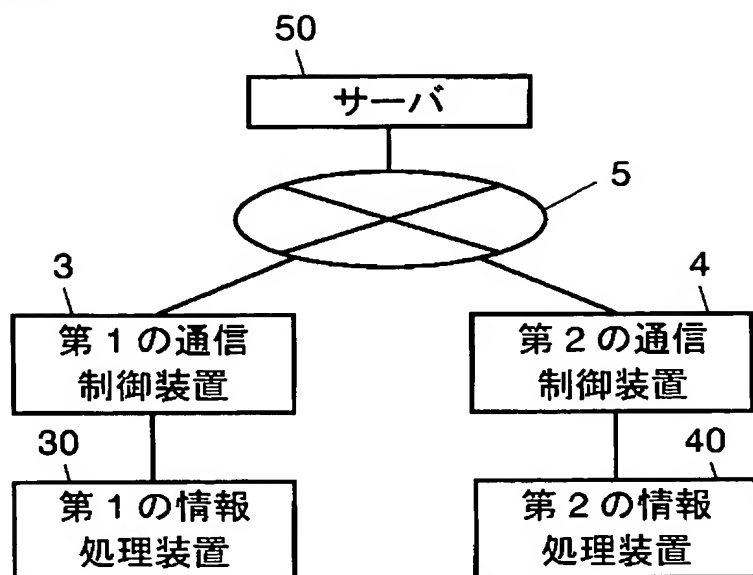 50
サーバ
5
3
4
第1の通信
制御装置
第2の通信
制御装置
30
40
第1の情報
処理装置
第2の情報
処理装置